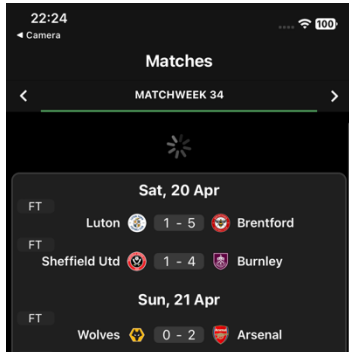 22:24
◀ Camera
100
Matches
MATCHWEEK 34
Sat, 20 Apr
FT
Luton 1 - 5 Brentford
FT
Sheffield Utd 1 - 4 Burnley
Sun, 21 Apr
FT
Wolves 0 - 2 Arsenal